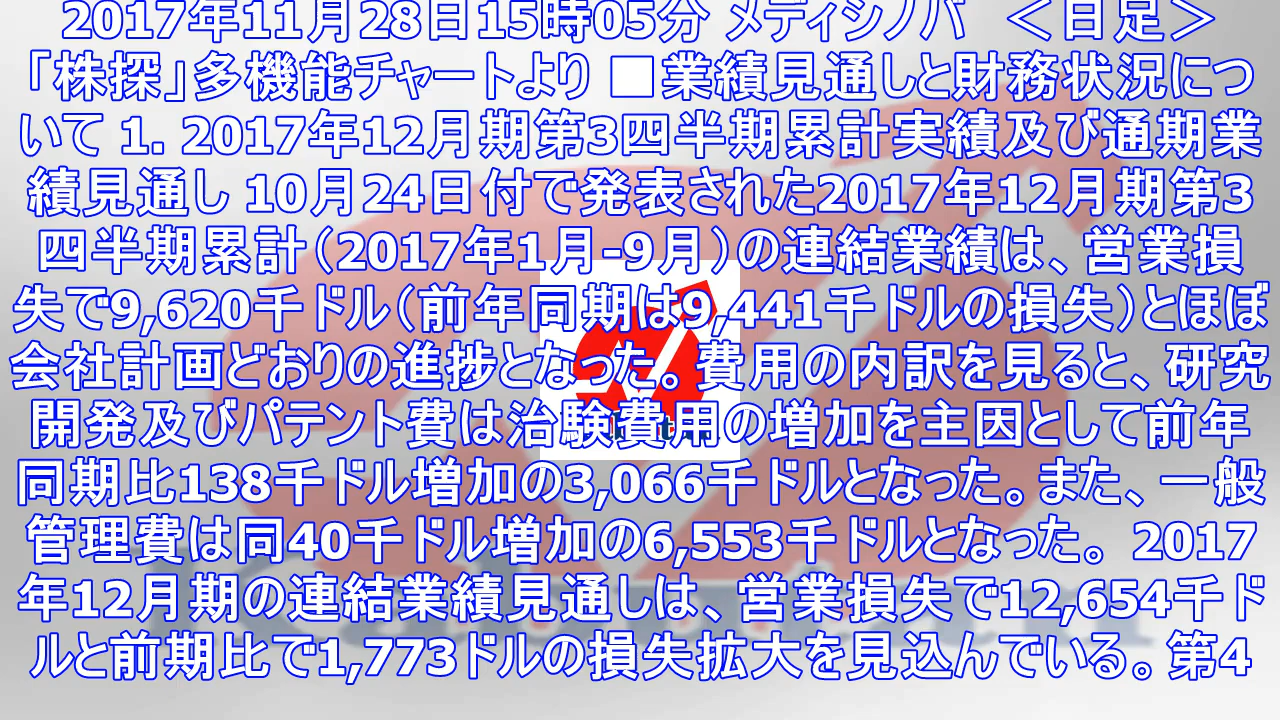 2017年11月28日15時05分 メディシノバ ＜日足＞
「株探」多機能チャートより ■業績見通しと財務状況につ
いて 1. 2017年12月期第3四半期累計実績及び通期業
績見通し 10月24日付で発表された2017年12月期第3
四半期累計（2017年1月-9月）の連結業績は、営業損
失で9,620千ドル（前年同期は9,441千ドルの損失）とほぼ
会社計画どおりの進捗となった。費用の内訳を見ると、研究
開発及びパテント費は治験費用の増加を主因として前年
同期比138千ドル増加の3,066千ドルとなった。また、一般
管理費は同40千ドル増加の6,553千ドルとなった。 2017
年12月期の連結業績見通しは、営業損失で12,654千ド
ルと前期比で1,773ドルの損失拡大を見込んでいる。第4